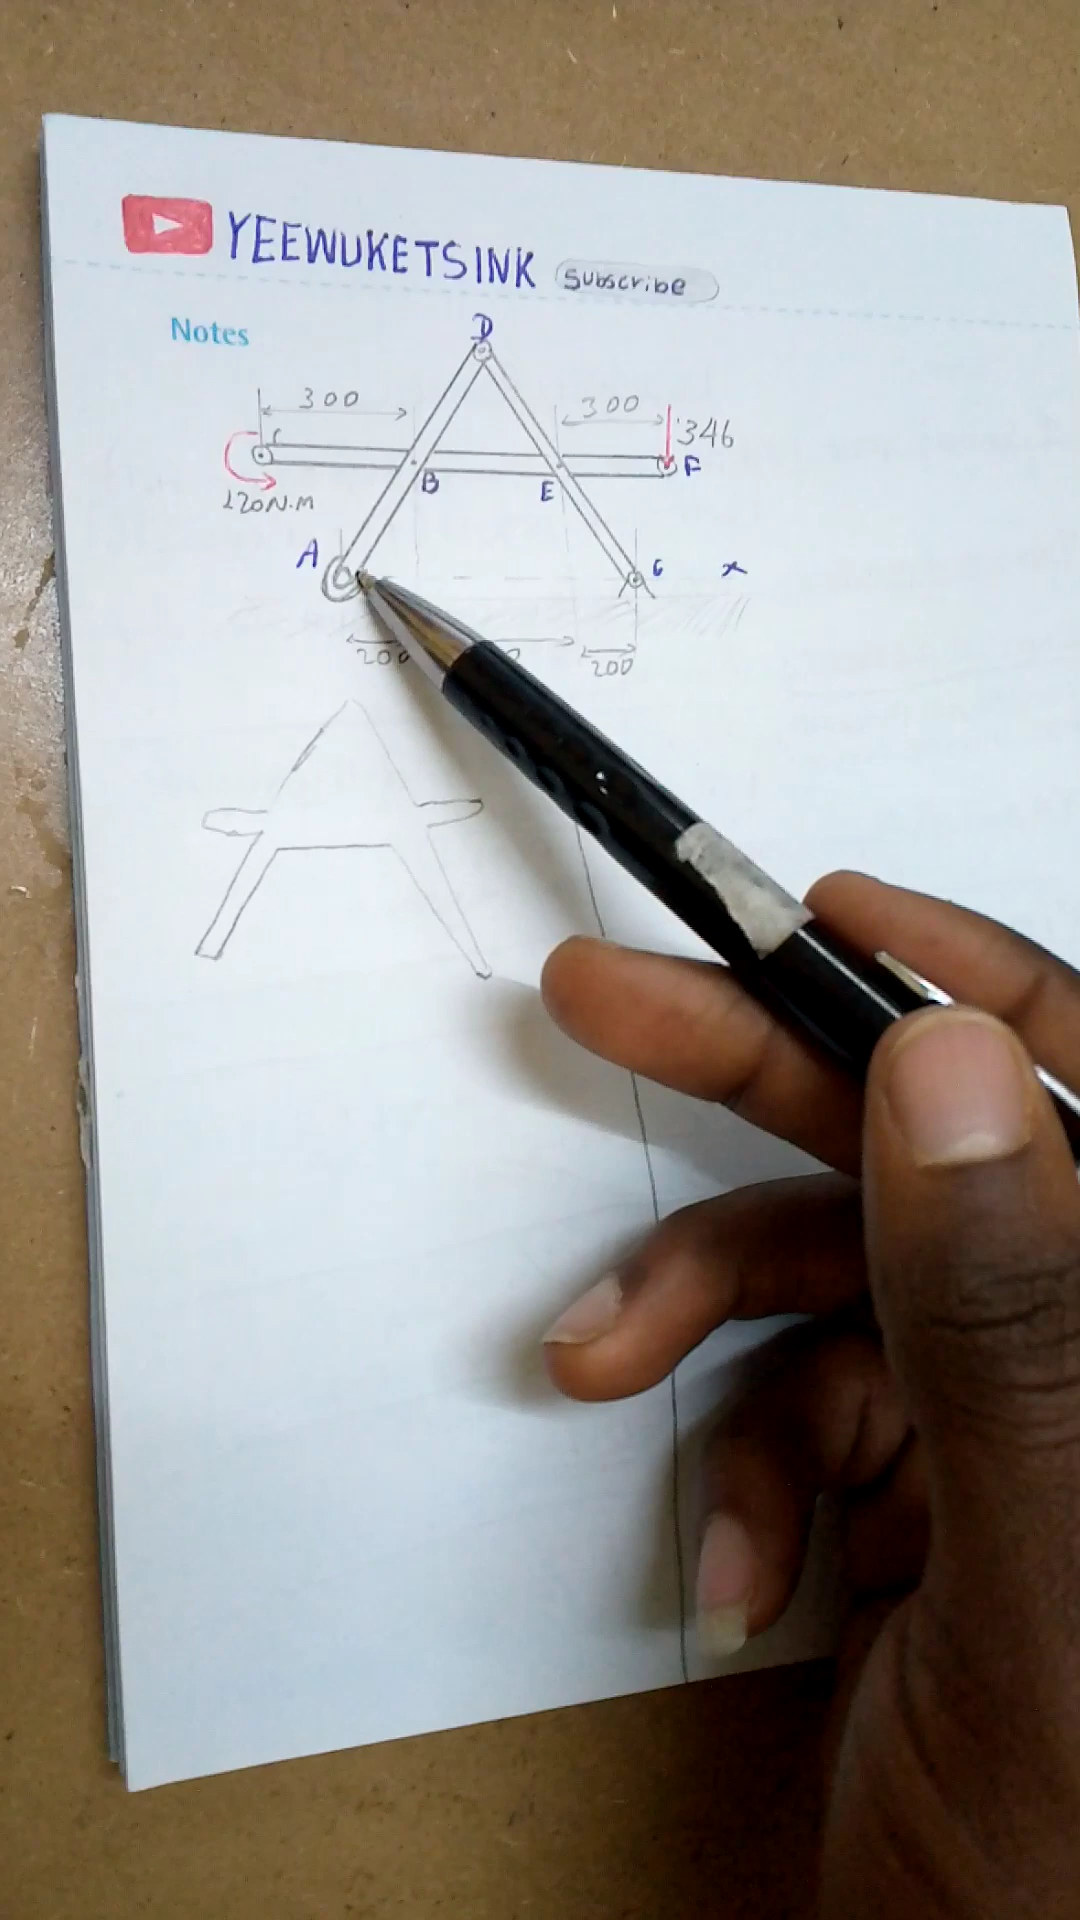 YEEWUKETSINK Subscribe
Notes
D
300
300
346
C
F
B
E
120N.M
A
G
x
200
200